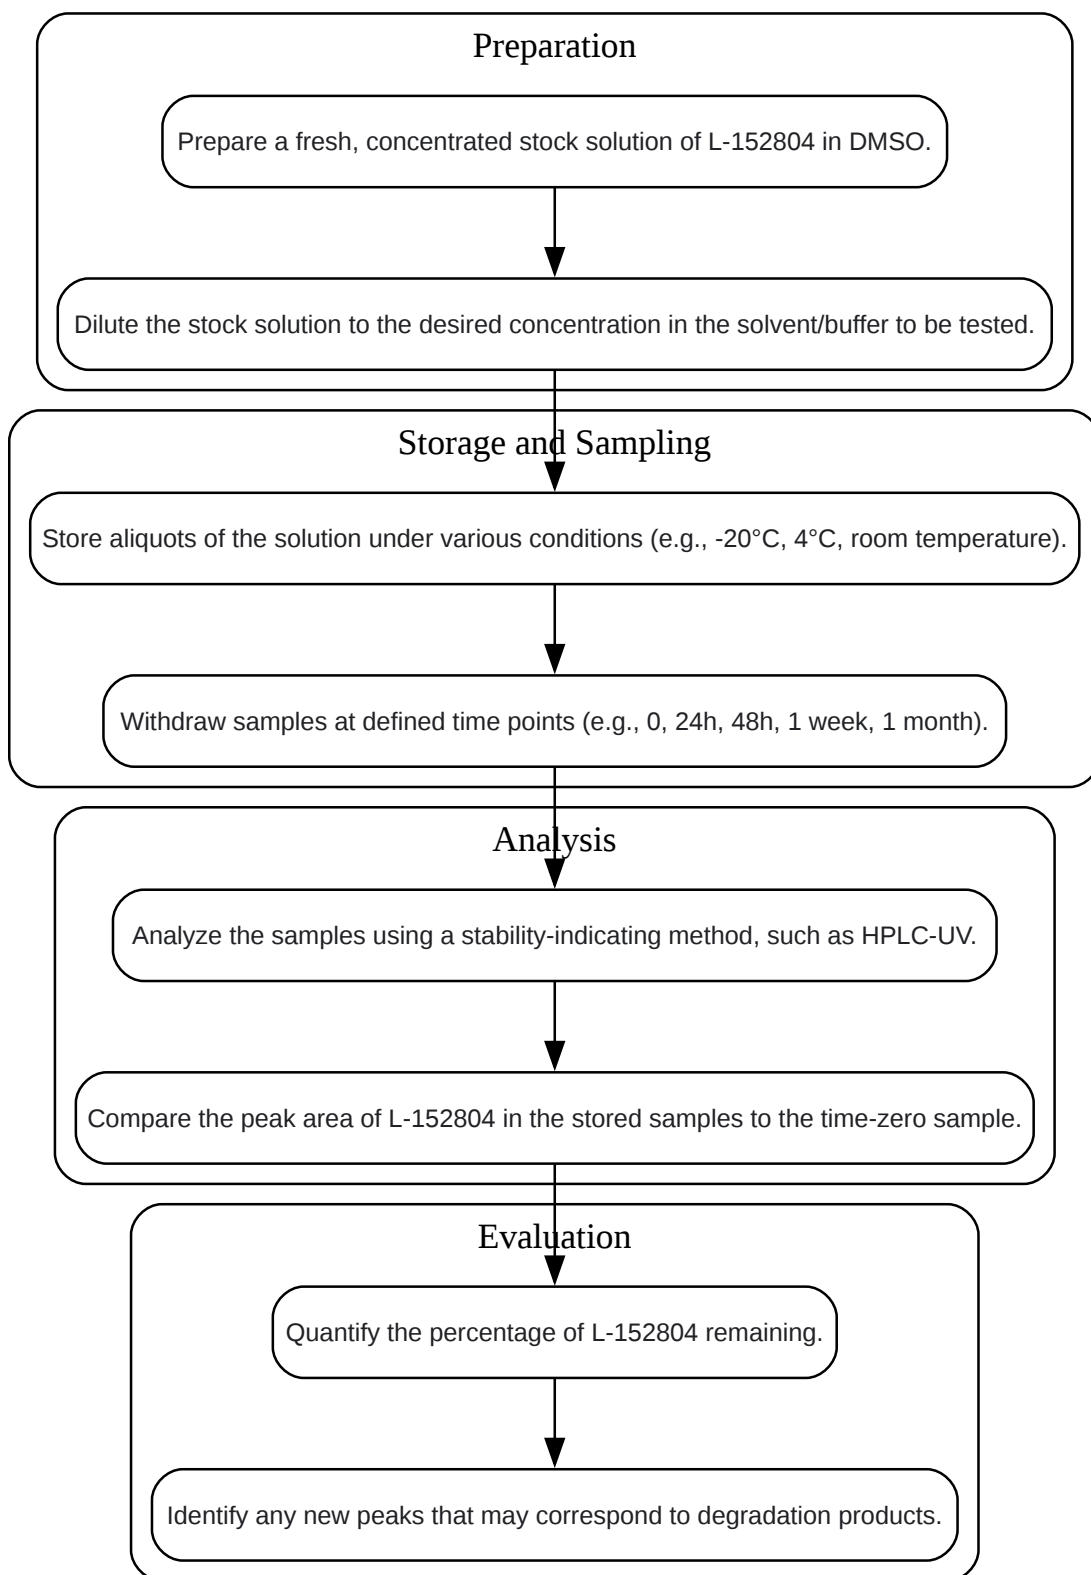 Preparation
Prepare a fresh, concentrated stock solution of L-152804 in DMSO.
Dilute the stock solution to the desired concentration in the solvent/buffer to be tested.
Storage and Sampling
Store aliquots of the solution under various conditions (e.g., -20°C, 4°C, room temperature).
Withdraw samples at defined time points (e.g., 0, 24h, 48h, 1 week, 1 month).
Analysis
Analyze the samples using a stability-indicating method, such as HPLC-UV.
Compare the peak area of L-152804 in the stored samples to the time-zero sample.
Evaluation
Quantify the percentage of L-152804 remaining.
Identify any new peaks that may correspond to degradation products.